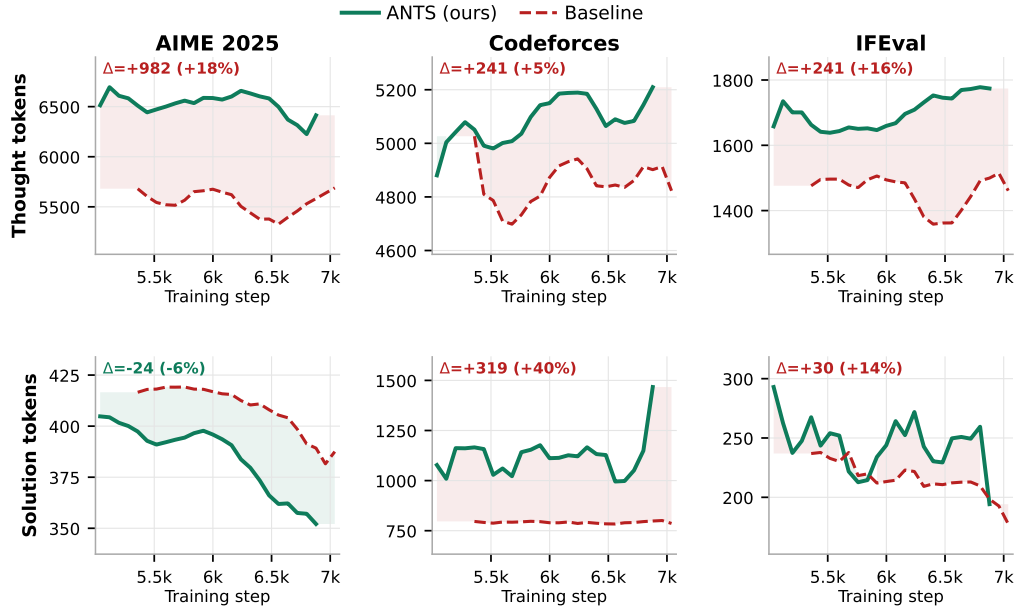 ANTS (ours) Baseline
AIME 2025 Codeforces IFEval
Thought tokens
Δ=+982 (+18%)
6500
6000
5500
5.5k 6k 6.5k 7k
Training step
Δ=+241 (+5%)
5200
5000
4800
4600
5.5k 6k 6.5k 7k
Training step
Δ=+241 (+16%)
1800
1600
1400
5.5k 6k 6.5k 7k
Training step
Solution tokens
Δ=-24 (-6%)
425
400
375
350
5.5k 6k 6.5k 7k
Training step
Δ=+319 (+40%)
1500
1250
1000
750
5.5k 6k 6.5k 7k
Training step
Δ=+30 (+14%)
300
250
200
5.5k 6k 6.5k 7k
Training step